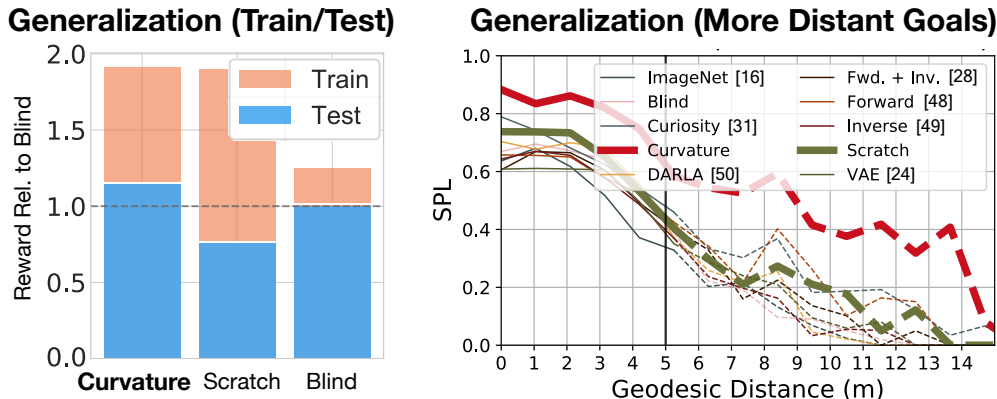 Generalization (Train/Test)
2.0
1.5
1.0
0.5
0.0
Reward Rel. to Blind
Train
Test
Curvature Scratch Blind
Generalization (More Distant Goals)
1.0
0.8
0.6
0.4
0.2
0.0
SPL
ImageNet [16]
Blind
Curiosity [31]
Curvature
DARLA [50]
Fwd. + Inv. [28]
Forward [48]
Inverse [49]
Scratch
VAE [24]
0 1 2 3 4 5 6 7 8 9 10 11 12 13 14
Geodesic Distance (m)